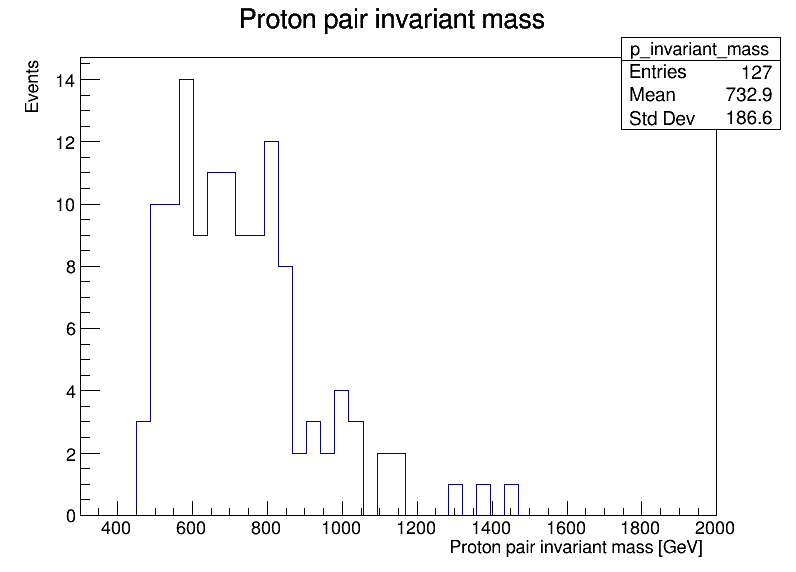 Proton pair invariant mass
p_invariant_mass
Entries 127
Mean 732.9
Std Dev 186.6
Events
14
12
10
8
6
4
2
0
400 600 800 1000 1200 1400 1600 1800 2000
Proton pair invariant mass [GeV]